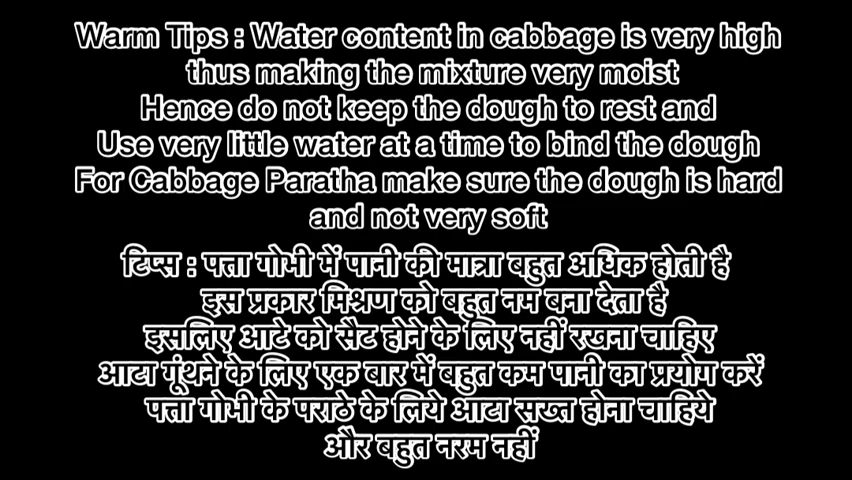 Warm Tips : Water content in cabbage is very high
thus making the mixture very moist
Hence do not keep the dough to rest and
Use very little water at a time to bind the dough
For Cabbage Paratha make sure the dough is hard
and not very soft
टिप्स : पत्ता गोभी में पानी की मात्रा बहुत अधिक होती है
इस प्रकार मिश्रण को बहुत नम बना देता है
इसलिए आटे को सैट होने के लिए नहीं रखना चाहिए
आटा गूंथने के लिए एक बार में बहुत कम पानी का प्रयोग करें
पत्ता गोभी के पराठे के लिये आटा सख्त होना चाहिये
और बहुत नरम नहीं